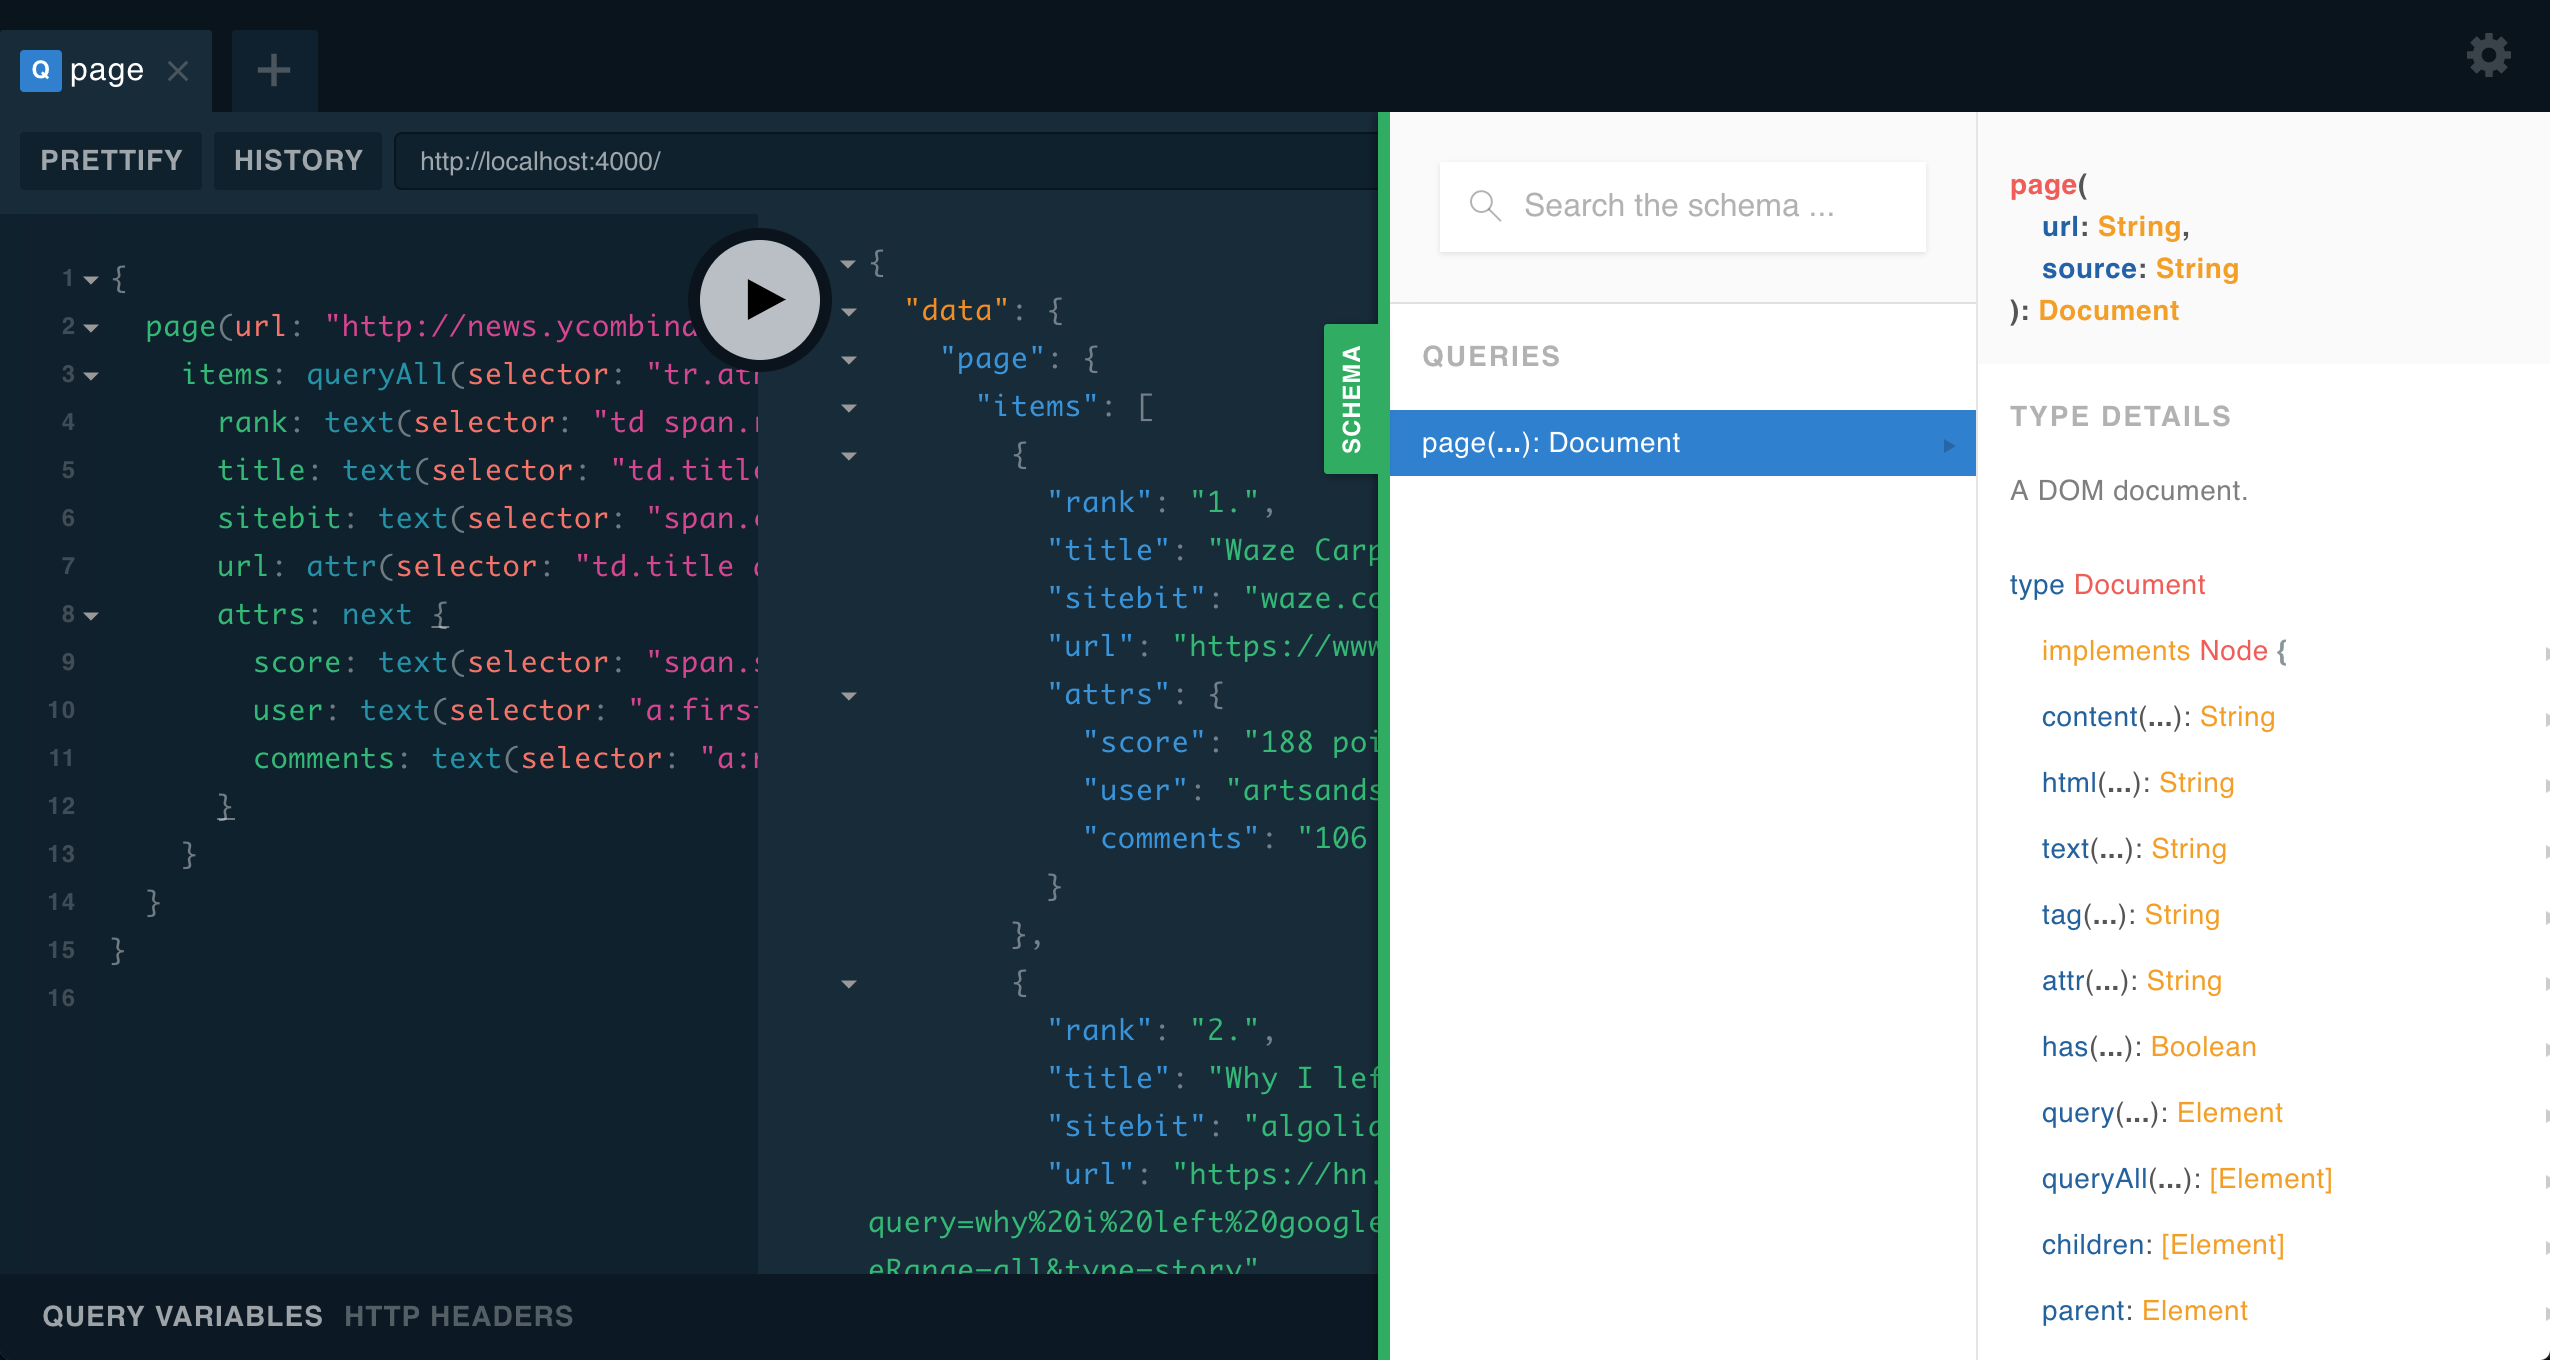 Q page
PRETTIFY HISTORY http://localhost:4000/
1 {
2 page(url: "http://news.ycombina
3 items: queryAll(selector: "tr.at
4 rank: text(selector: "td span.
5 title: text(selector: "td.title
6 sitebit: text(selector: "span.
7 url: attr(selector: "td.title
8 attrs: next {
9 score: text(selector: "span.s
10 user: text(selector: "a:first
11 comments: text(selector: "a:
12 }
13 }
14 }
15 }
16
{
"data": {
"page": {
"items": [
{
"rank": "1.",
"title": "Waze Carp
"sitebit": "waze.co
"url": "https://www
"attrs": {
"score": "188 poi
"user": "artsands
"comments": "106
}
},
{
"rank": "2.",
"title": "Why I lef
"sitebit": "algolia
"url": "https://hn.
query=why%20i%20left%20google
eRange=all&type=story"
QUERY VARIABLES HTTP HEADERS
SCHEMA
Search the schema ...
QUERIES
page(...): Document
page(
url: String,
source: String
): Document
TYPE DETAILS
A DOM document.
type Document
implements Node {
content(...): String
html(...): String
text(...): String
tag(...): String
attr(...): String
has(...): Boolean
query(...): Element
queryAll(...): [Element]
children: [Element]
parent: Element